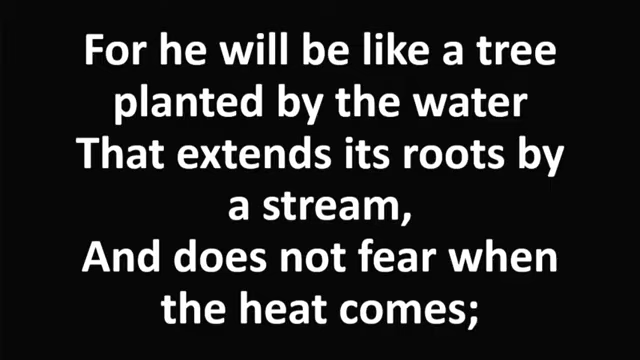 For he will be like a tree
planted by the water
That extends its roots by
a stream,
And does not fear when
the heat comes;